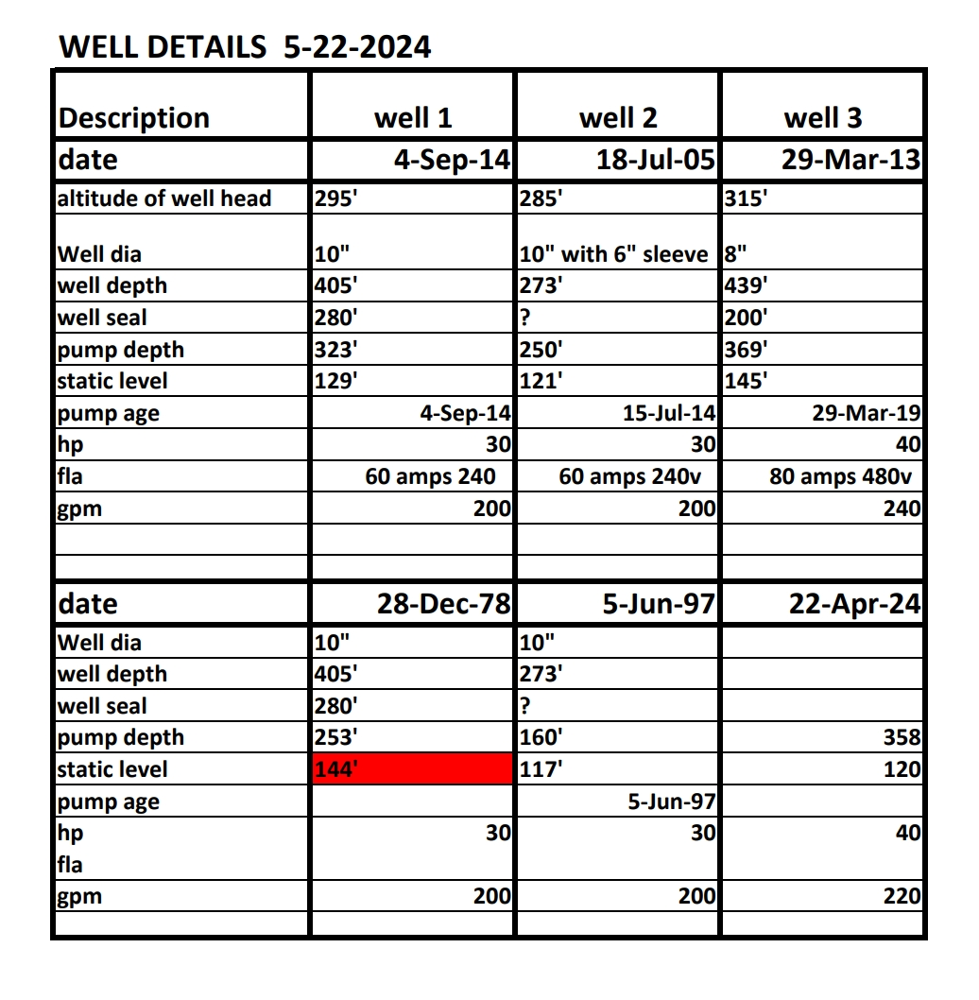 WELL DETAILS  5-22-2024
Description well 1 well 2 well 3
date 4-Sep-14 18-Jul-05 29-Mar-13
altitude of well head 295' 285' 315'
Well dia 10" 10" with 6" sleeve 8"
well depth 405' 273' 439'
well seal 280' ? 200'
pump depth 323' 250' 369'
static level 129' 121' 145'
pump age 4-Sep-14 15-Jul-14 29-Mar-19
hp 30 30 40
fla 60 amps 240 60 amps 240v 80 amps 480v
gpm 200 200 240
date 28-Dec-78 5-Jun-97 22-Apr-24
Well dia 10" 10"
well depth 405' 273'
well seal 280' ?
pump depth 253' 160' 358
static level 144' 117' 120
pump age 5-Jun-97
hp 30 30 40
fla
gpm 200 200 220